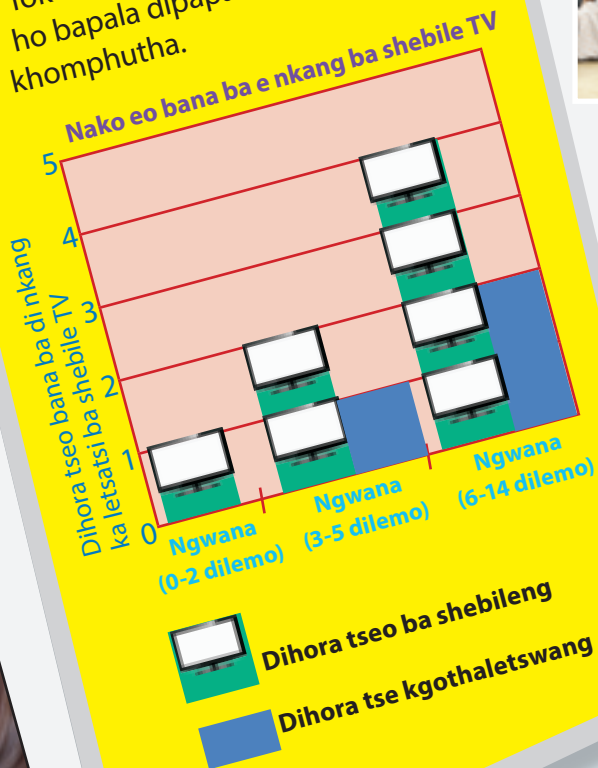 ho bapala
khomphutha.
Nako eo bana ba e nkang ba shebile TV
Dihora tseo bana ba di nkang
ka letsatsi ba shebile TV
5
4
3
2
1
0
Ngwana
(0-2 dilemo)
Ngwana
(3-5 dilemo)
Ngwana
(6-14 dilemo)
Dihora tseo ba shebileng
Dihora tse kgothaletswang